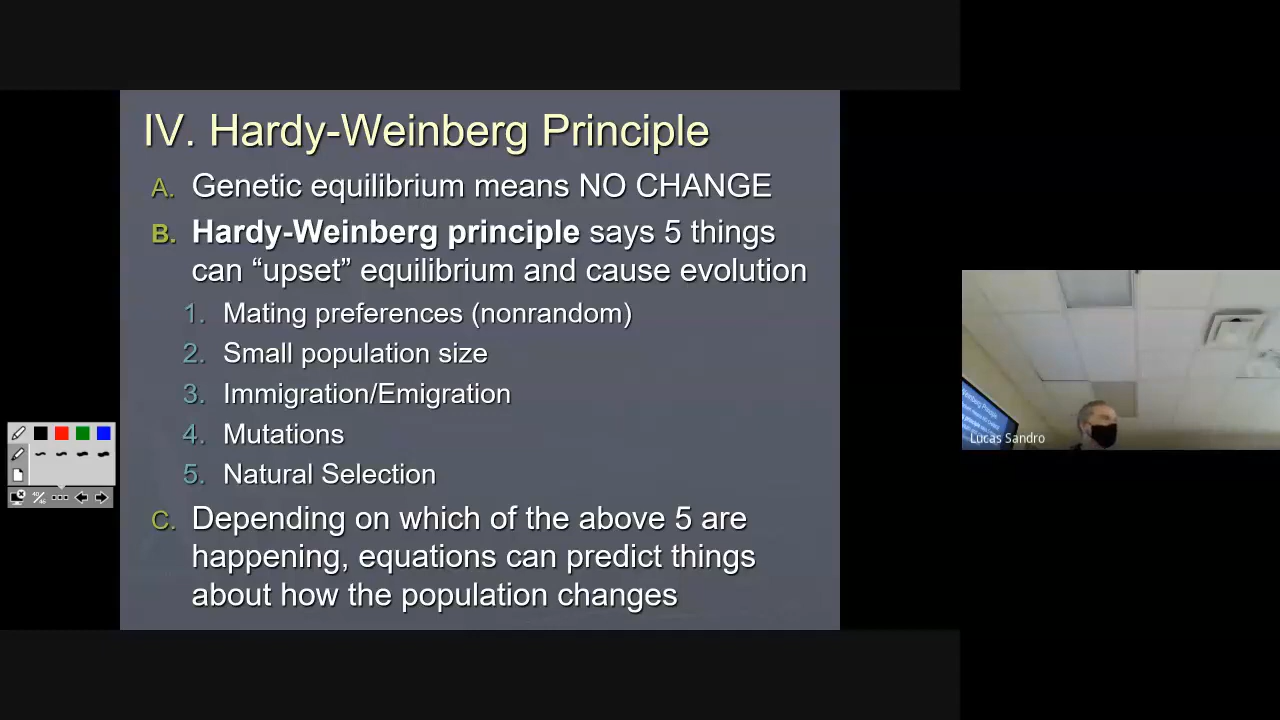 IV. Hardy-Weinberg Principle
A. Genetic equilibrium means NO CHANGE
B. Hardy-Weinberg principle says 5 things
can “upset” equilibrium and cause evolution
1. Mating preferences (nonrandom)
2. Small population size
3. Immigration/Emigration
4. Mutations
5. Natural Selection
C. Depending on which of the above 5 are
happening, equations can predict things
about how the population changes
Lucas Sandro